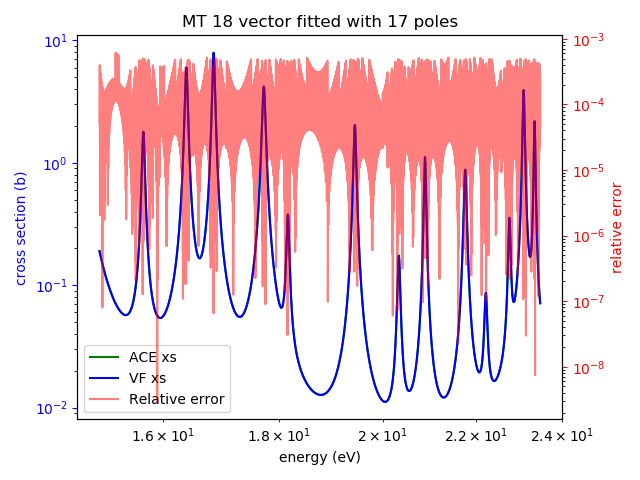 MT 18 vector fitted with 17 poles
10¹
10⁰
10⁻¹
10⁻²
cross section (b)
10⁻³
10⁻⁴
10⁻⁵
10⁻⁶
10⁻⁷
10⁻⁸
relative error
ACE xs
VF xs
Relative error
1.6 × 10¹
1.8 × 10¹
2 × 10¹
2.2 × 10¹
2.4 × 10¹
energy (eV)